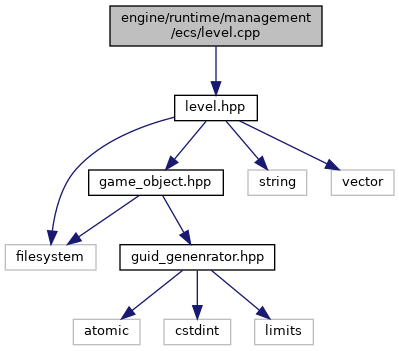 engine/runtime/management
/ecs/level.cpp
level.hpp
game_object.hpp
string
vector
filesystem
guid_genenrator.hpp
atomic
cstdint
limits